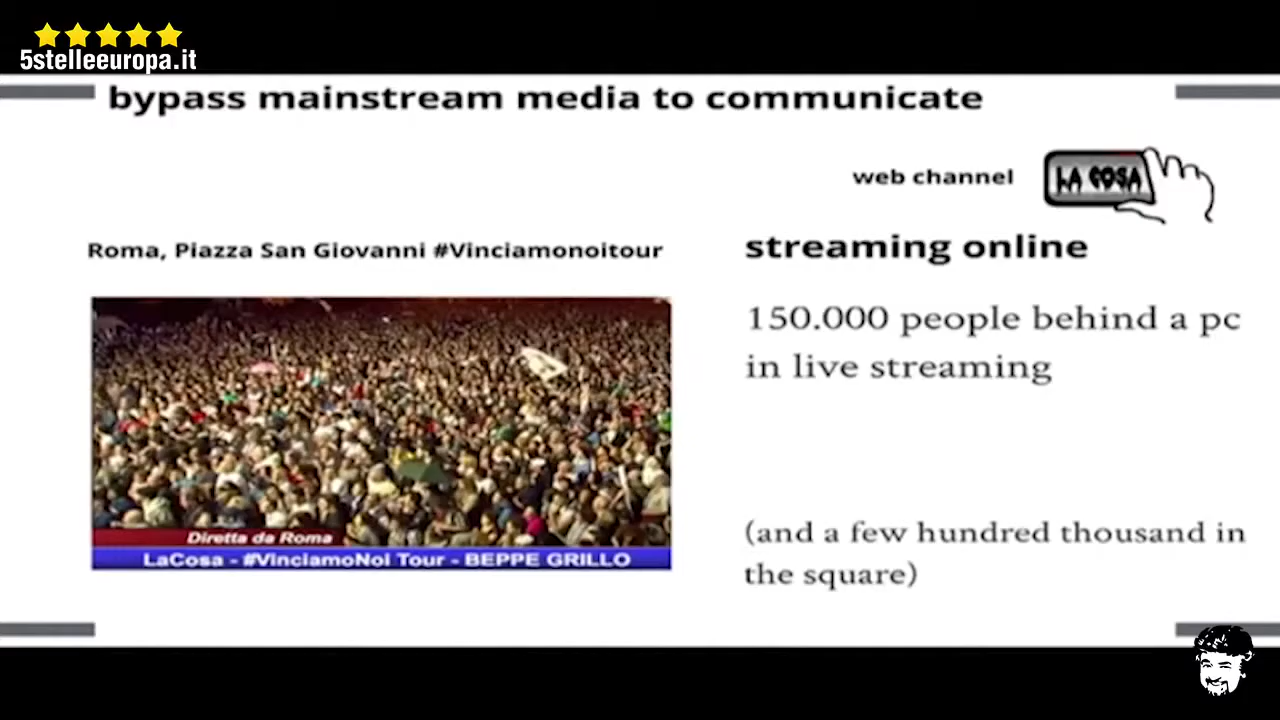 5stelleeuropa.it
bypass mainstream media to communicate
web channel
LA COSA
Roma, Piazza San Giovanni #Vinciamonoitour
streaming online
150.000 people behind a pc
in live streaming
Diretta da Roma
LaCosa - #VinciamoNoi Tour - BEPPE GRILLO
(and a few hundred thousand in
the square)